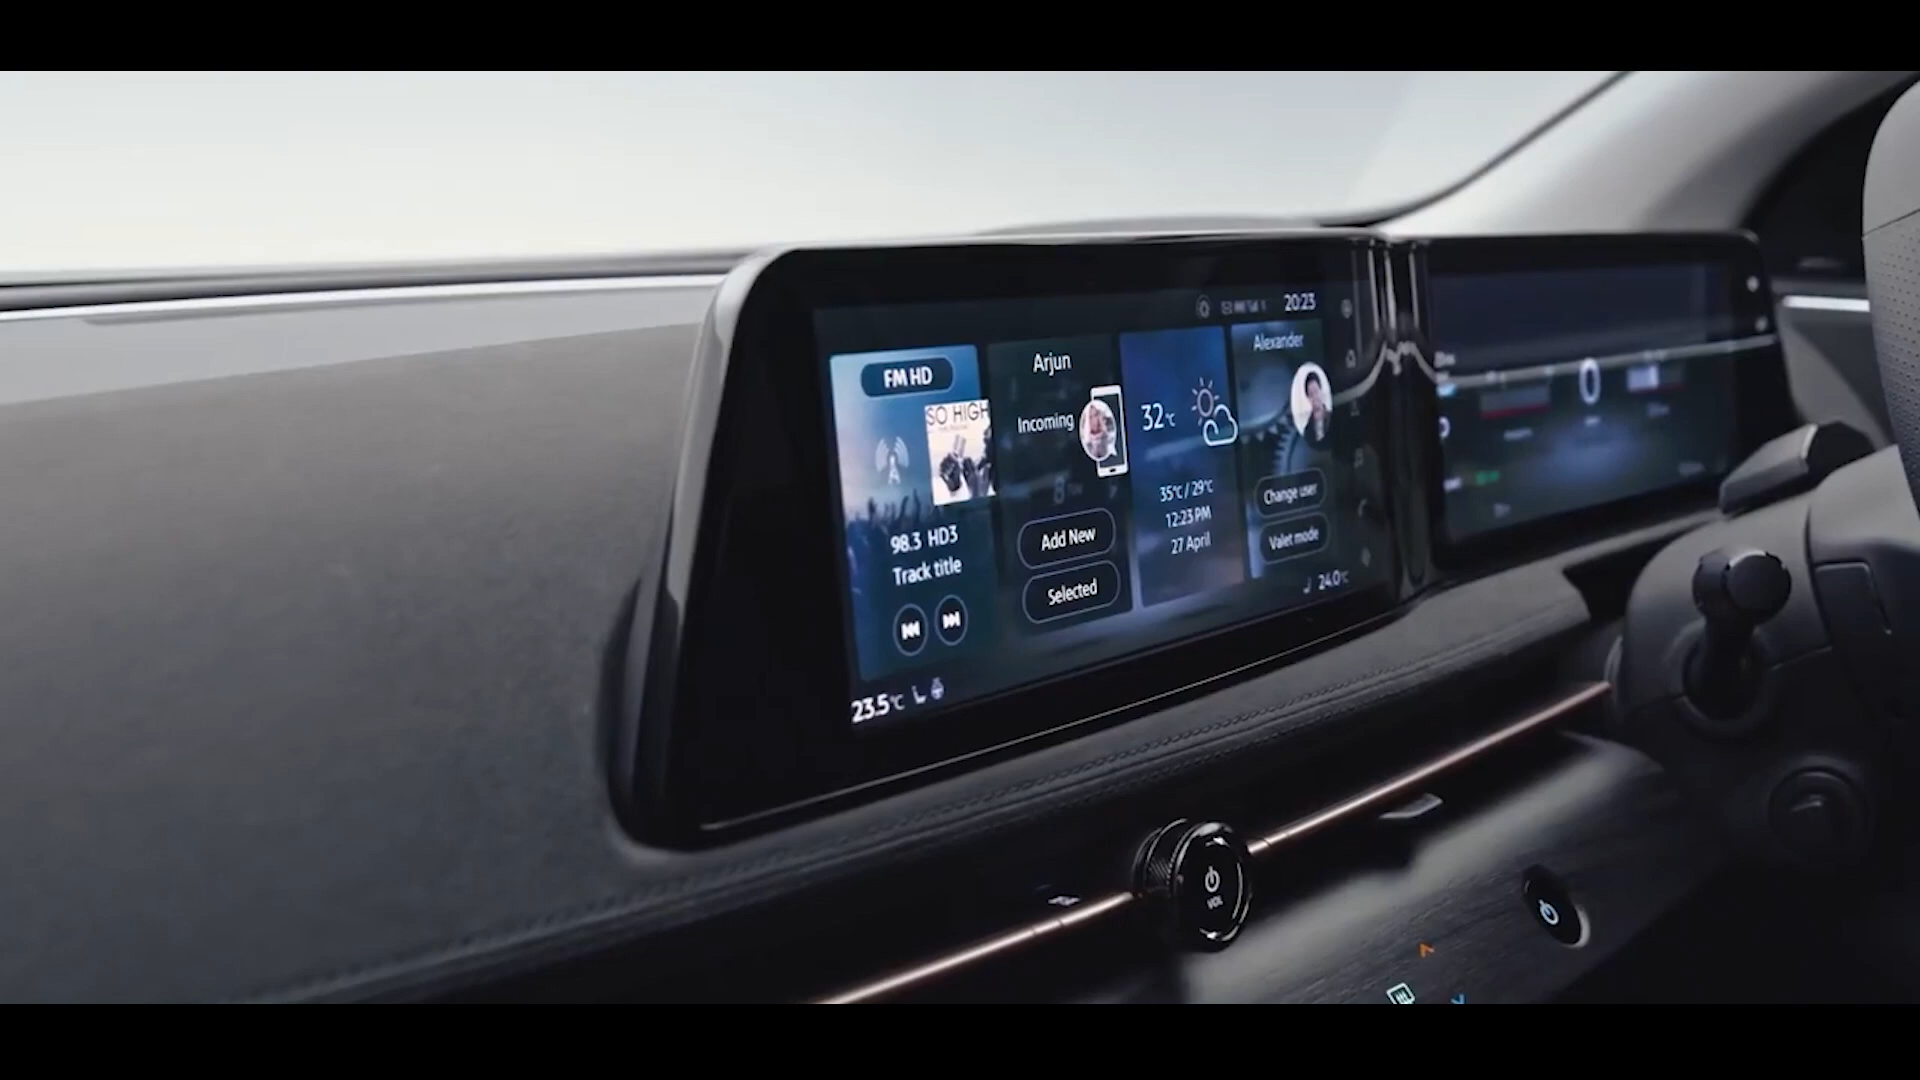 20:23
FM HD
SO HIGH
98.3 HD3
Track title
Arjun
Incoming
Add New
Selected
32°C
35°C / 29°C
12:23 PM
27 April
Alexander
Change user
Valet mode
23.5°C
24.0°C
VOL